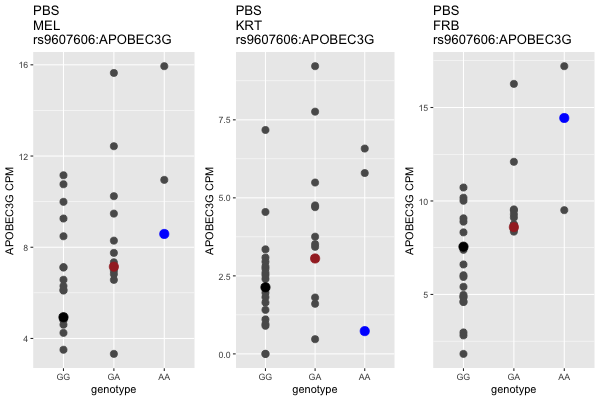 PBS
MEL
rs9607606:APOBEC3G
APOBEC3G CPM
16
12
8
4
GG
GA
AA
genotype
PBS
KRT
rs9607606:APOBEC3G
APOBEC3G CPM
7.5
5.0
2.5
0.0
GG
GA
AA
genotype
PBS
FRB
rs9607606:APOBEC3G
APOBEC3G CPM
15
10
5
GG
GA
AA
genotype